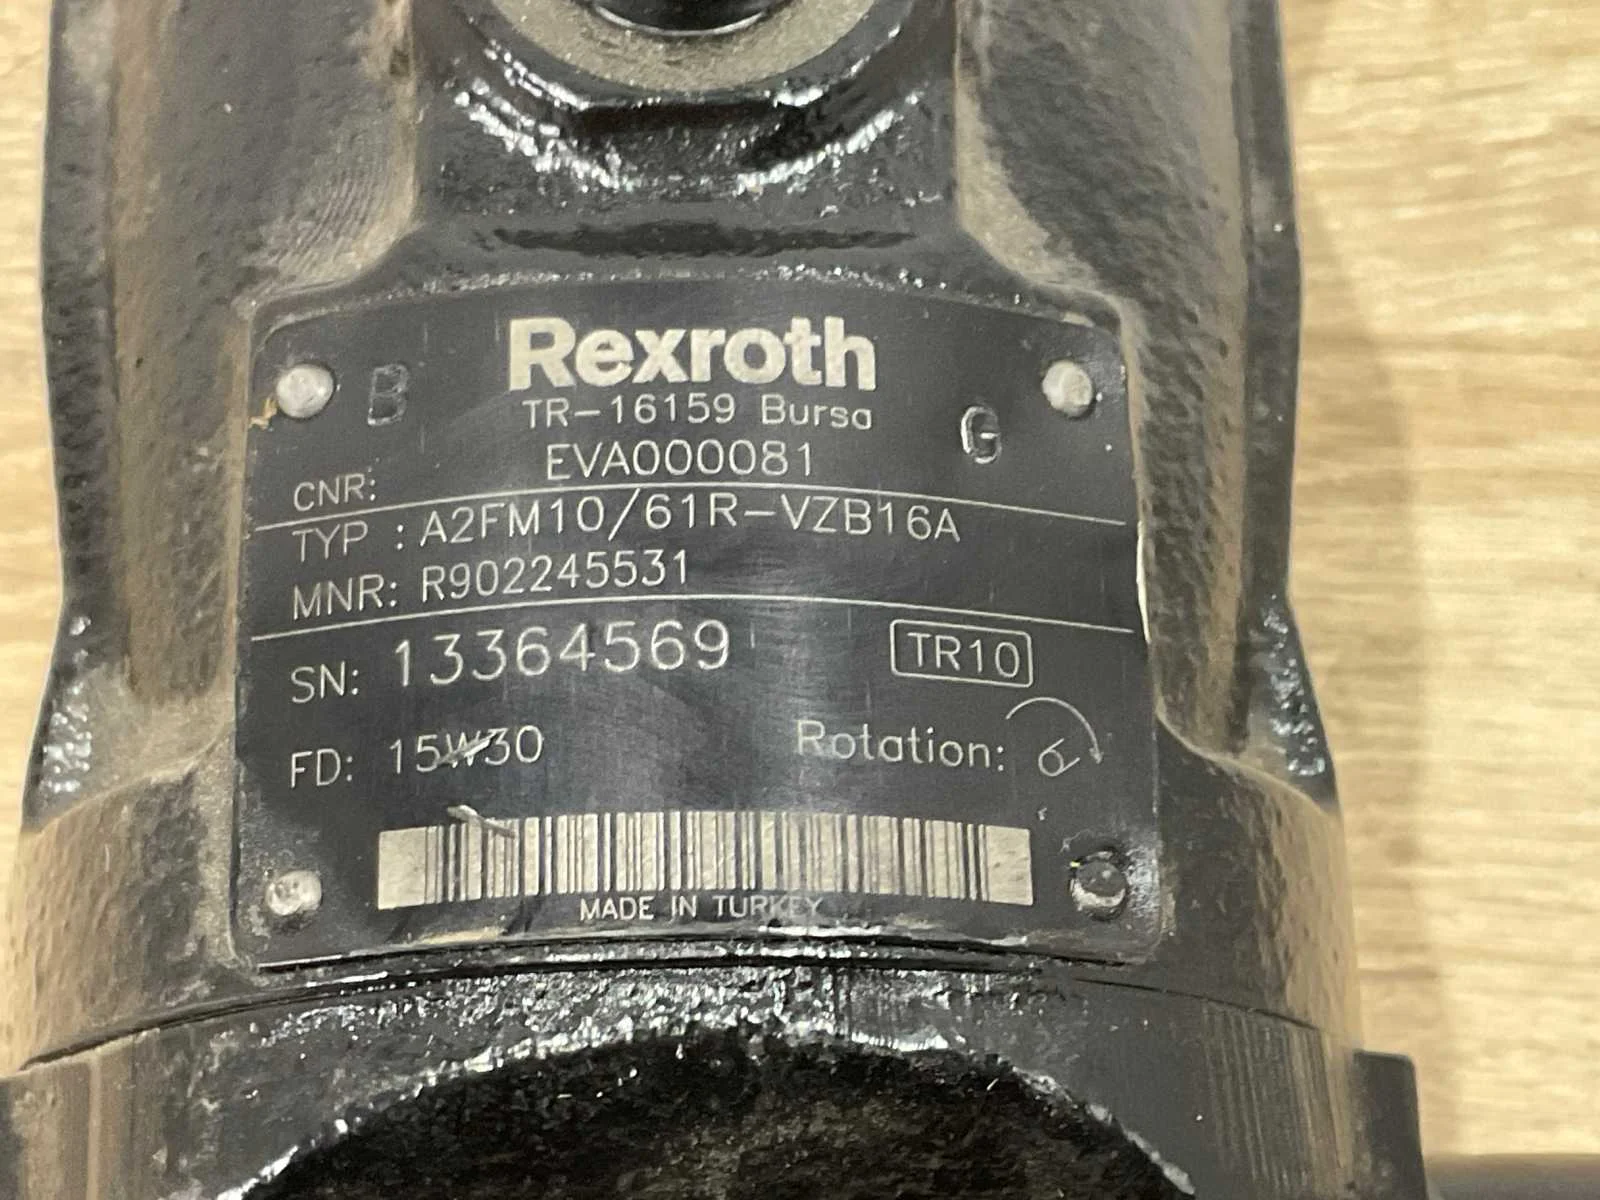 Rexroth
B TR-16159 Bursa G
CNR: EVA000081
TYP : A2FM10/61R-VZB16A
MNR: R902245531
SN: 13364569 TR10
FD: 15W30 Rotation:
MADE IN TURKEY